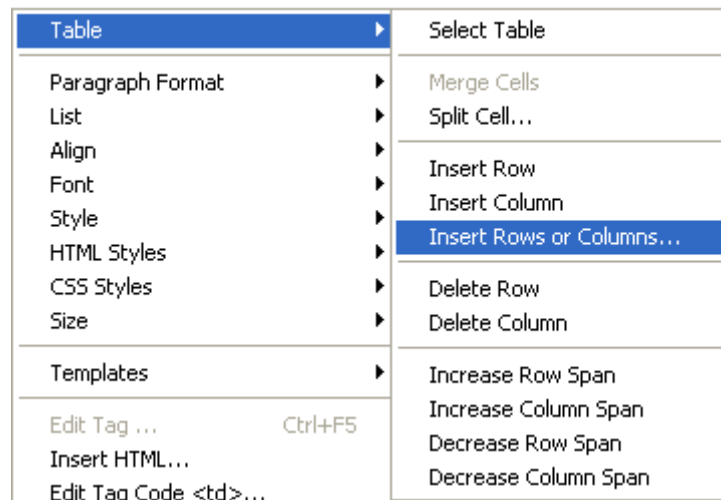 Table
Paragraph Format
List
Align
Font
Style
HTML Styles
CSS Styles
Size
Templates
Edit Tag ... Ctrl+F5
Insert HTML...
Edit Tag Code <td>...
Select Table
Merge Cells
Split Cell...
Insert Row
Insert Column
Insert Rows or Columns...
Delete Row
Delete Column
Increase Row Span
Increase Column Span
Decrease Row Span
Decrease Column Span